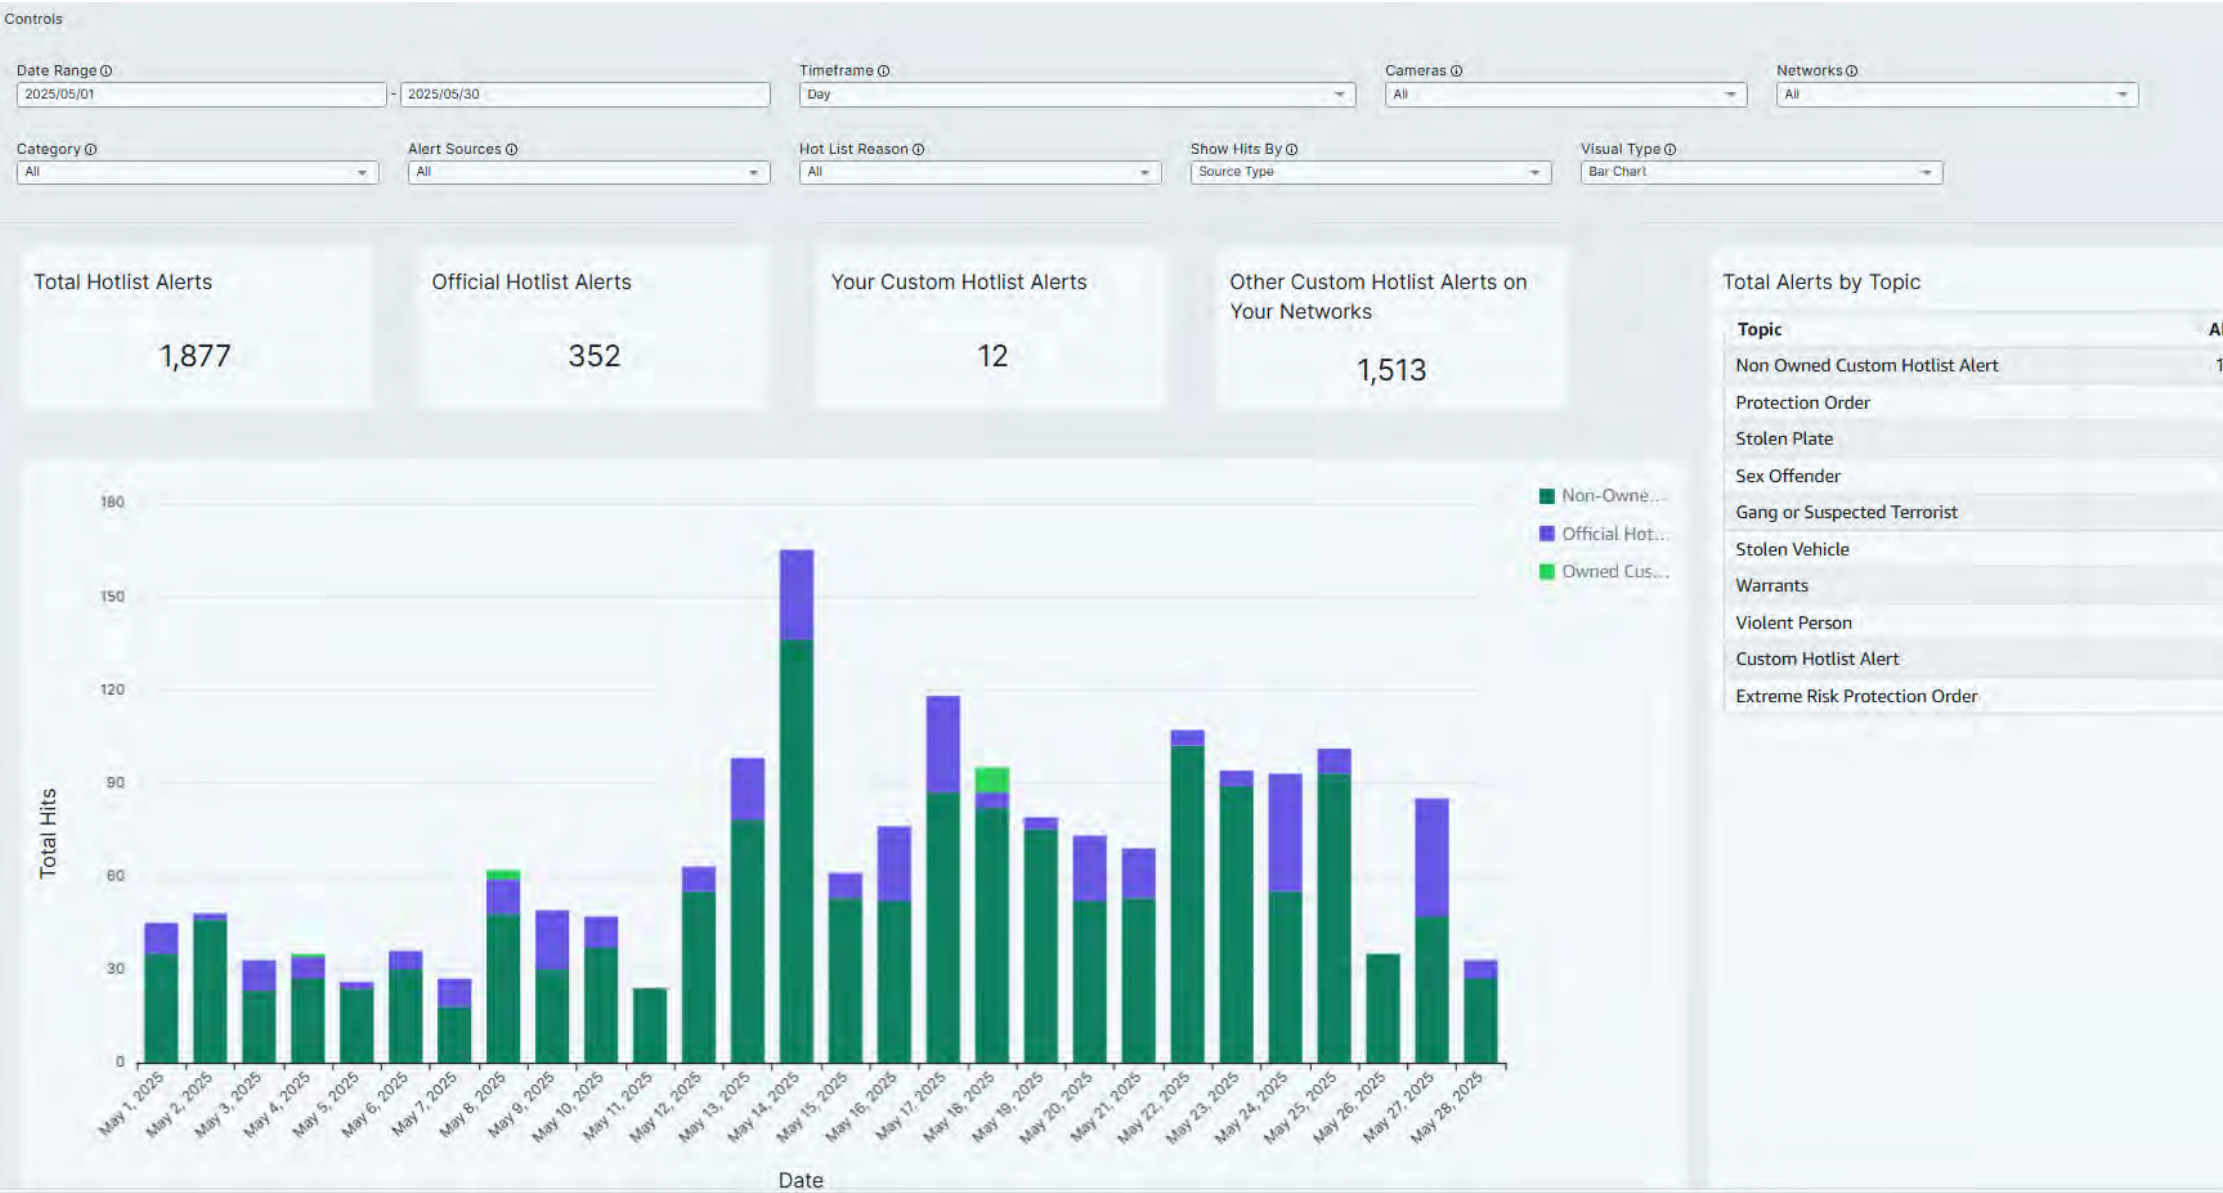 Controls
Date Range
Timeframe
Cameras
Networks
2025/05/01 - 2025/05/30
Day
All
All
Category
Alert Sources
Hot List Reason
Show Hits By
Visual Type
All
All
All
Source Type
Bar Chart
Total Hotlist Alerts
1,877
Official Hotlist Alerts
352
Your Custom Hotlist Alerts
12
Other Custom Hotlist Alerts on
Your Networks
1,513
Total Alerts by Topic
Topic
Al
Non Owned Custom Hotlist Alert
1
Protection Order
Stolen Plate
Sex Offender
Gang or Suspected Terrorist
Stolen Vehicle
Warrants
Violent Person
Custom Hotlist Alert
Extreme Risk Protection Order
Non-Owne...
Official Hot...
Owned Cus...
Total Hits
180
150
120
90
60
30
0
May 1, 2025
May 2, 2025
May 3, 2025
May 4, 2025
May 5, 2025
May 6, 2025
May 7, 2025
May 8, 2025
May 9, 2025
May 10, 2025
May 11, 2025
May 12, 2025
May 13, 2025
May 14, 2025
May 15, 2025
May 16, 2025
May 17, 2025
May 18, 2025
May 19, 2025
May 20, 2025
May 21, 2025
May 22, 2025
May 23, 2025
May 24, 2025
May 25, 2025
May 26, 2025
May 27, 2025
May 28, 2025
Date